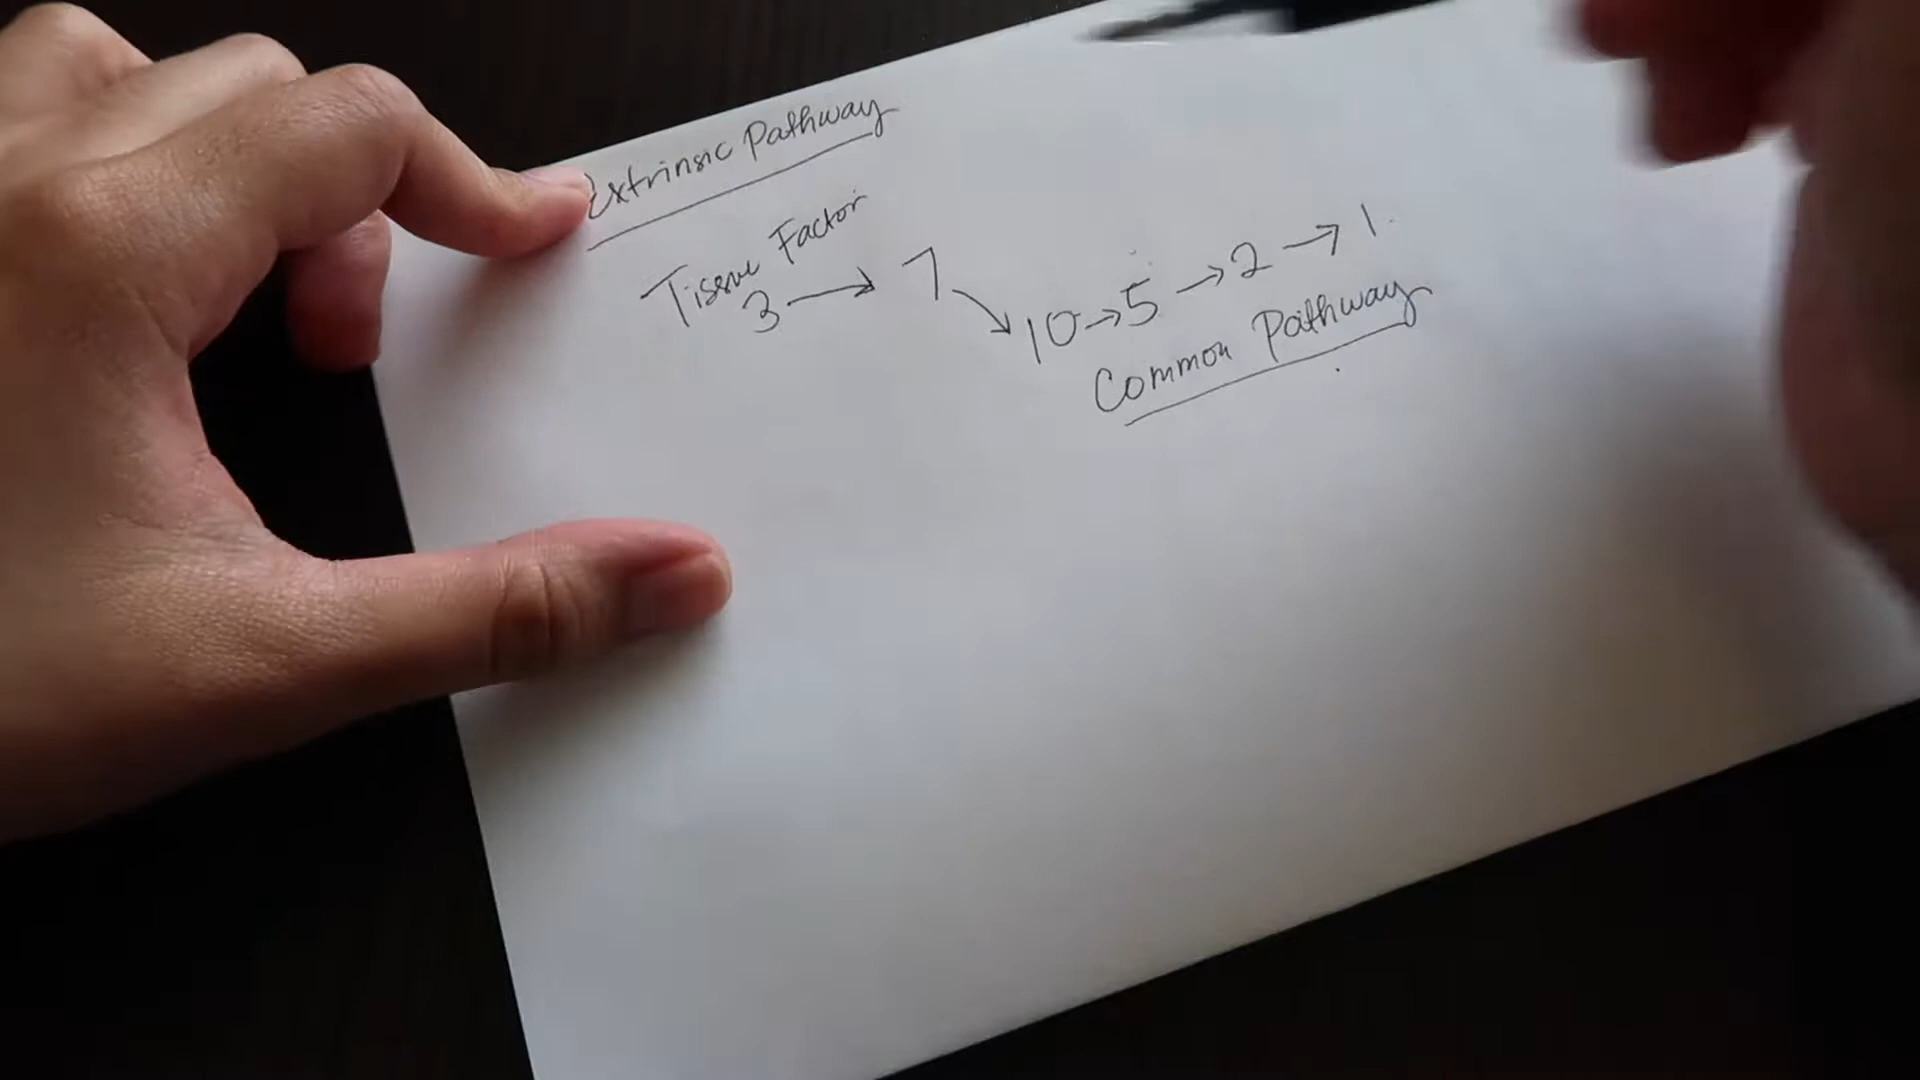 Extrinsic Pathway
Tissue Factor
3 → 7
10 → 5 → 2 → 1
Common Pathway